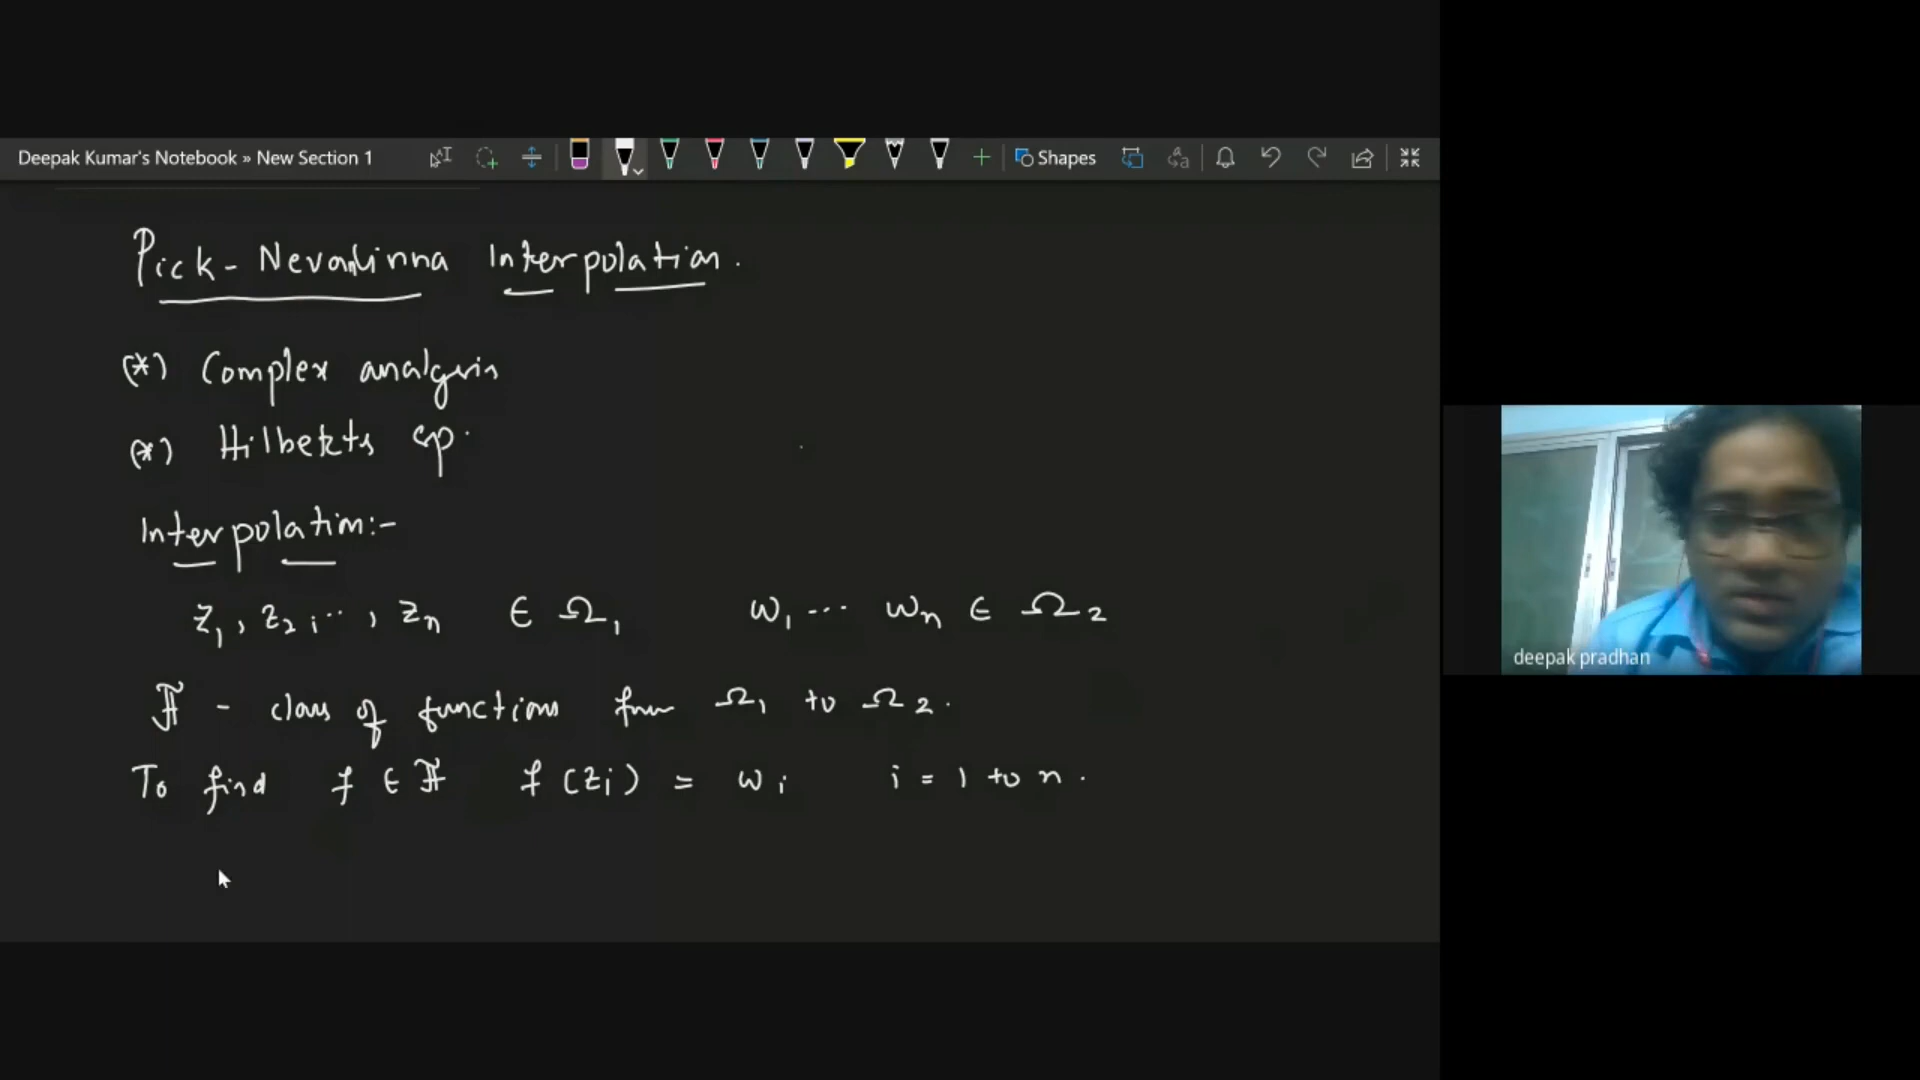 Deepak Kumar's Notebook » New Section 1
Shapes
Pick-Nevanlinna Interpolation.
(*) Complex analysis
(*) Hilberts sp.
Interpolation:-
z₁, z₂, ..., zₙ ∈ Ω₁ w₁ ... wₙ ∈ Ω₂
𝓕 - class of functions from Ω₁ to Ω₂.
To find f ∈ 𝓕 f(zᵢ) = wᵢ i = 1 to n.
deepak pradhan